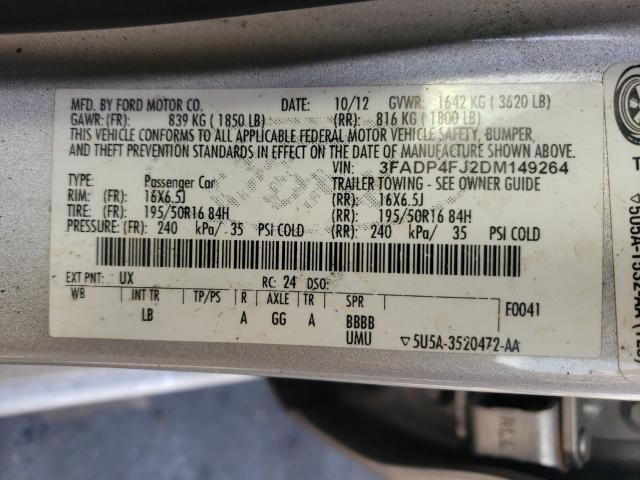 MFD. BY FORD MOTOR CO. DATE: 10/12 GVWR: 1642 KG ( 3620 LB)
GAWR: (FR): 839 KG ( 1850 LB) (RR): 816 KG ( 1800 LB)
THIS VEHICLE CONFORMS TO ALL APPLICABLE FEDERAL MOTOR VEHICLE SAFETY, BUMPER,
AND THEFT PREVENTION STANDARDS IN EFFECT ON THE DATE OF MANUFACTURE SHOWN ABOVE.
VIN: 3FADP4FJ2DM149264
TYPE: Passenger Car TRAILER TOWING - SEE OWNER GUIDE
RIM: (FR): 16X6.5J (RR): 16X6.5J
TIRE: (FR): 195/50R16 84H (RR): 195/50R16 84H
PRESSURE: (FR): 240 kPa/ 35 PSI COLD (RR): 240 kPa/ 35 PSI COLD
EXT PNT: UX RC: 24 DSO:
WB INT TR TP/PS R AXLE TR SPR F0041
LB A GG A BBBB
UMU ▽5U5A-3520472-AA